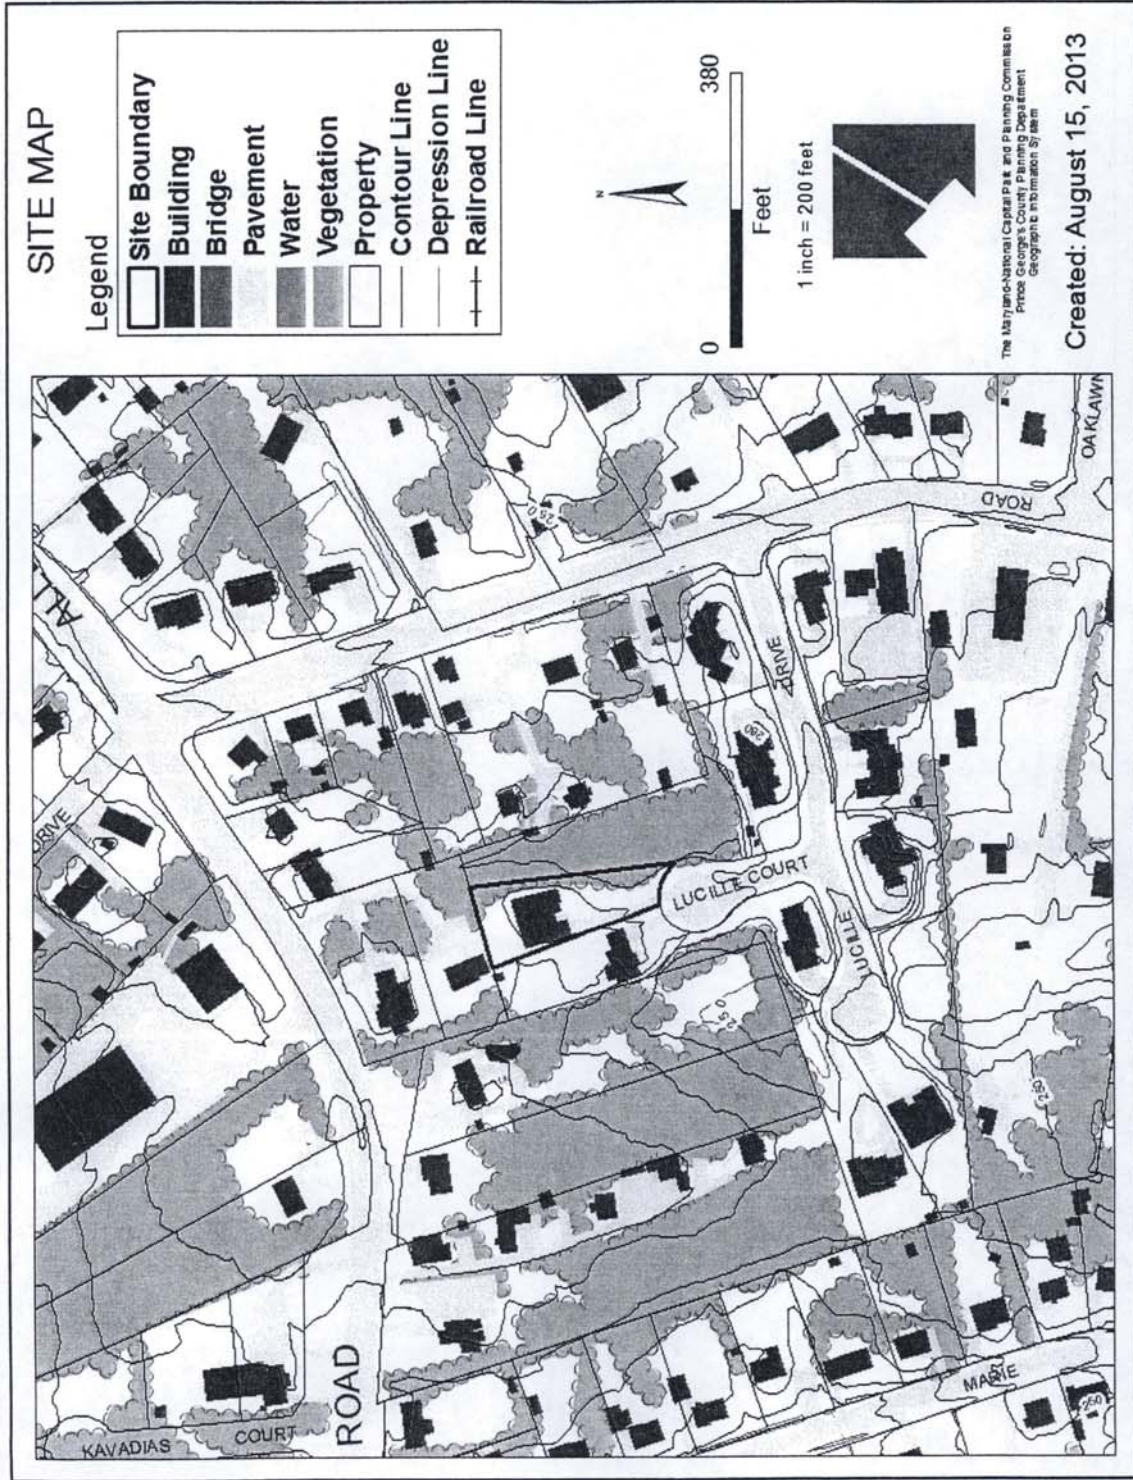 SITE MAP
Legend
Site Boundary
Building
Bridge
Pavement
Water
Vegetation
Property
Contour Line
Depression Line
Railroad Line
N
0
380
Feet
1 inch = 200 feet
The Maryland-National Capital Park and Planning Commission
Prince George's County Planning Department
Geographic Information System
Created: August 15, 2013
KAVADIAS
COURT
ROAD
DRIVE
LUCILLE COURT
LUCILLE
DRIVE
ROAD
OAKLAWN
MARIE
280
250